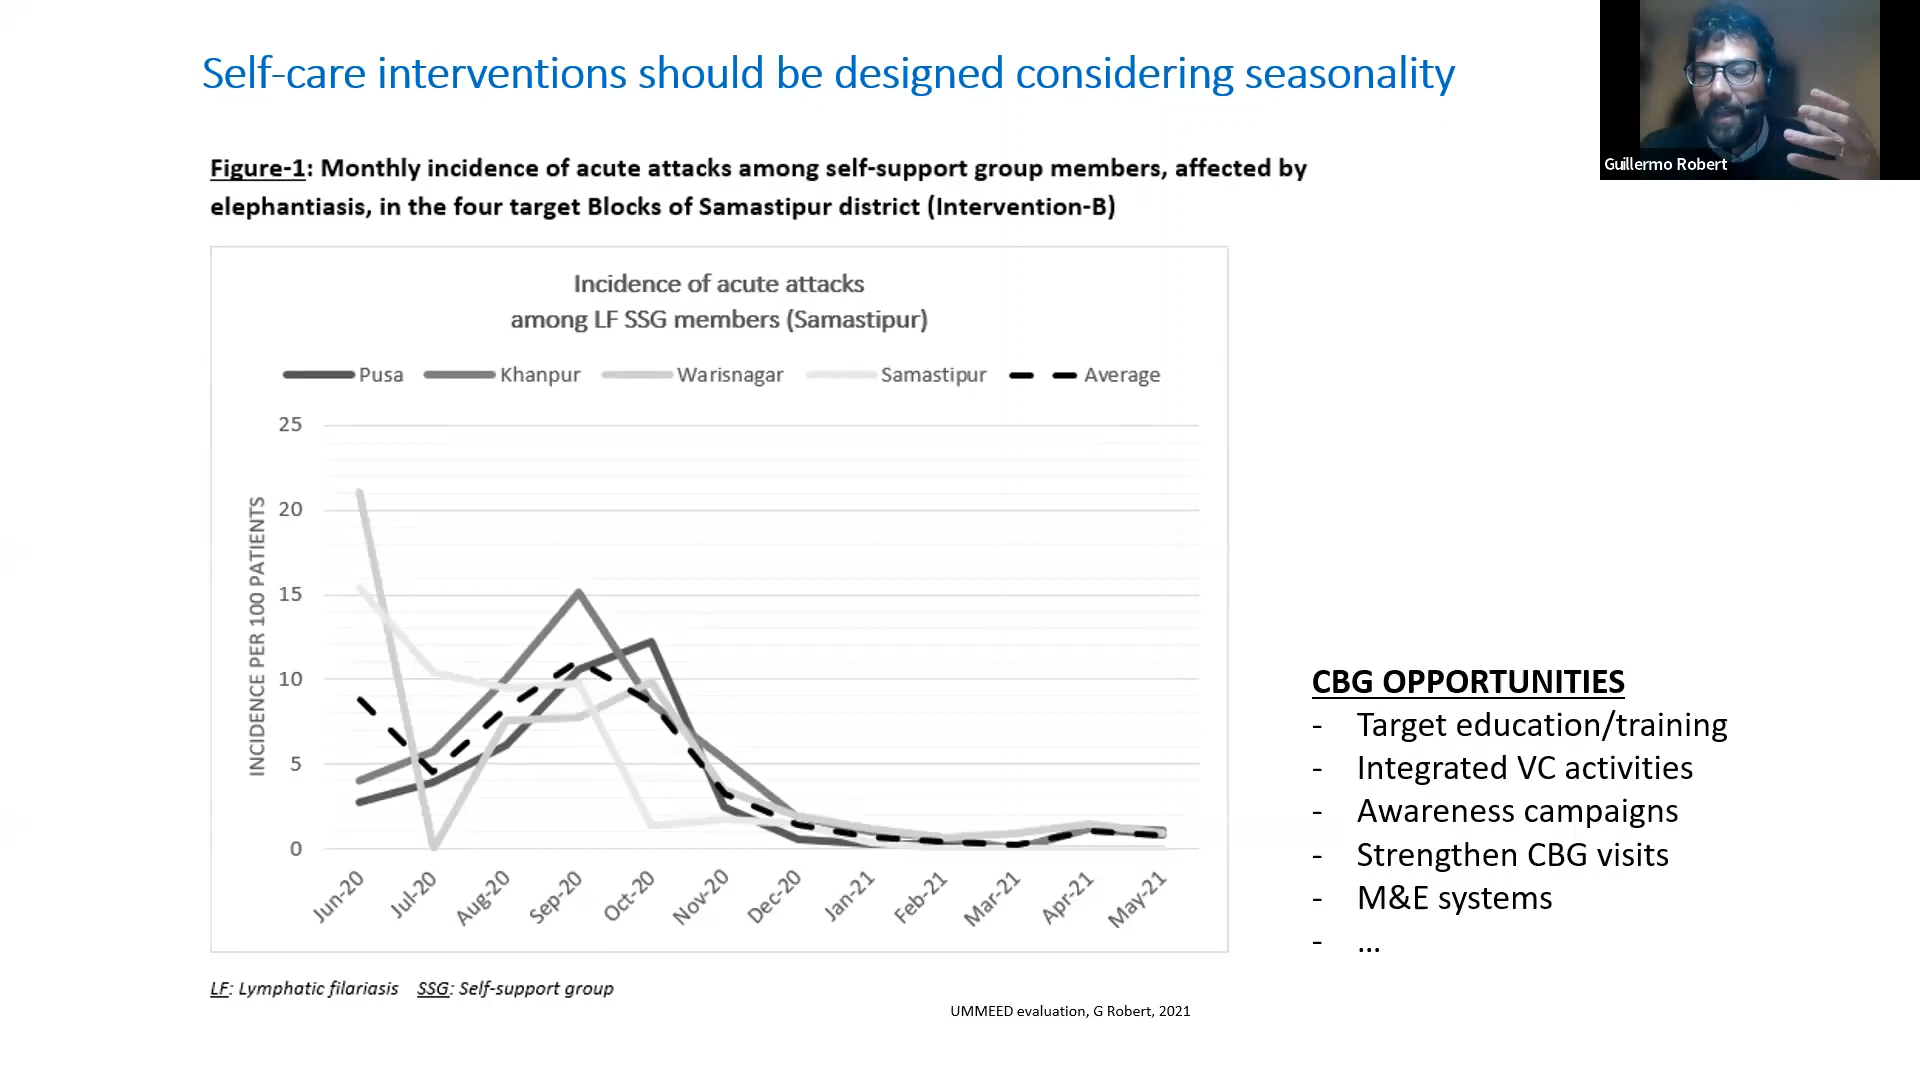 Self-care interventions should be designed considering seasonality
Guillermo Robert
Figure-1: Monthly incidence of acute attacks among self-support group members, affected by
elephantiasis, in the four target Blocks of Samastipur district (Intervention-B)
Incidence of acute attacks
among LF SSG members (Samastipur)
Pusa Khanpur Warisnagar Samastipur Average
INCIDENCE PER 100 PATIENTS
25
20
15
10
5
0
Jun-20 Jul-20 Aug-20 Sep-20 Oct-20 Nov-20 Dec-20 Jan-21 Feb-21 Mar-21 Apr-21 May-21
LF: Lymphatic filariasis SSG: Self-support group
UMMEED evaluation, G Robert, 2021
CBG OPPORTUNITIES
- Target education/training
- Integrated VC activities
- Awareness campaigns
- Strengthen CBG visits
- M&E systems
- ...